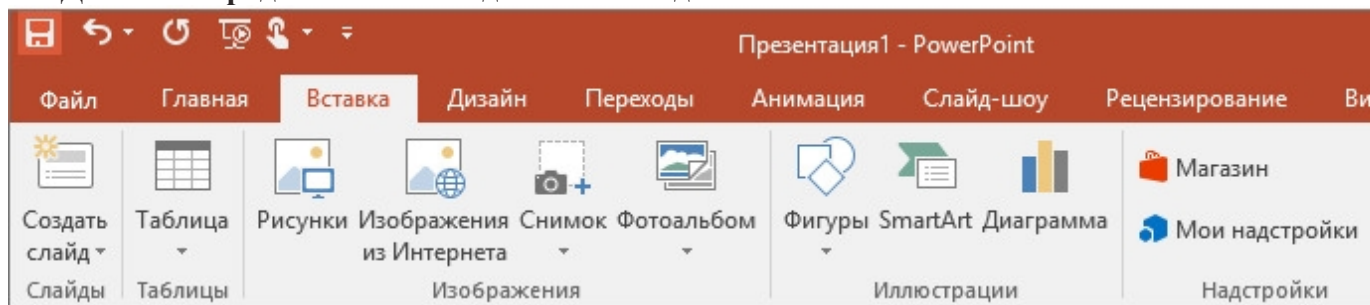 Презентация1 - PowerPoint
Файл Главная Вставка Дизайн Переходы Анимация Слайд-шоу Рецензирование Ви
Создать слайд
Таблица
Рисунки
Изображения из Интернета
Снимок
Фотоальбом
Фигуры
SmartArt
Диаграмма
Магазин
Мои надстройки
Слайды Таблицы Изображения Иллюстрации Надстройки